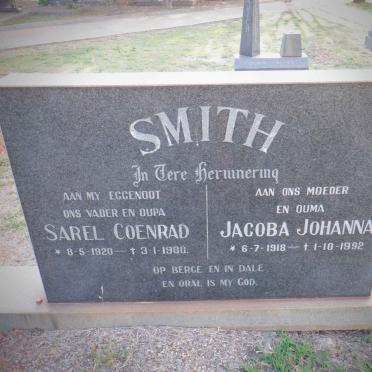 SMITH
In Tere Herinnering
AAN MY EGGENOOT
ONS VADER EN OUPA
SAREL COENRAD
* 8-5-1920 - † 3-1-1980.
AAN ONS MOEDER
EN OUMA
JACOBA JOHANNA
* 6-7-1918 - † 1-10-1992
OP BERGE EN IN DALE
EN ORAL IS MY GOD.